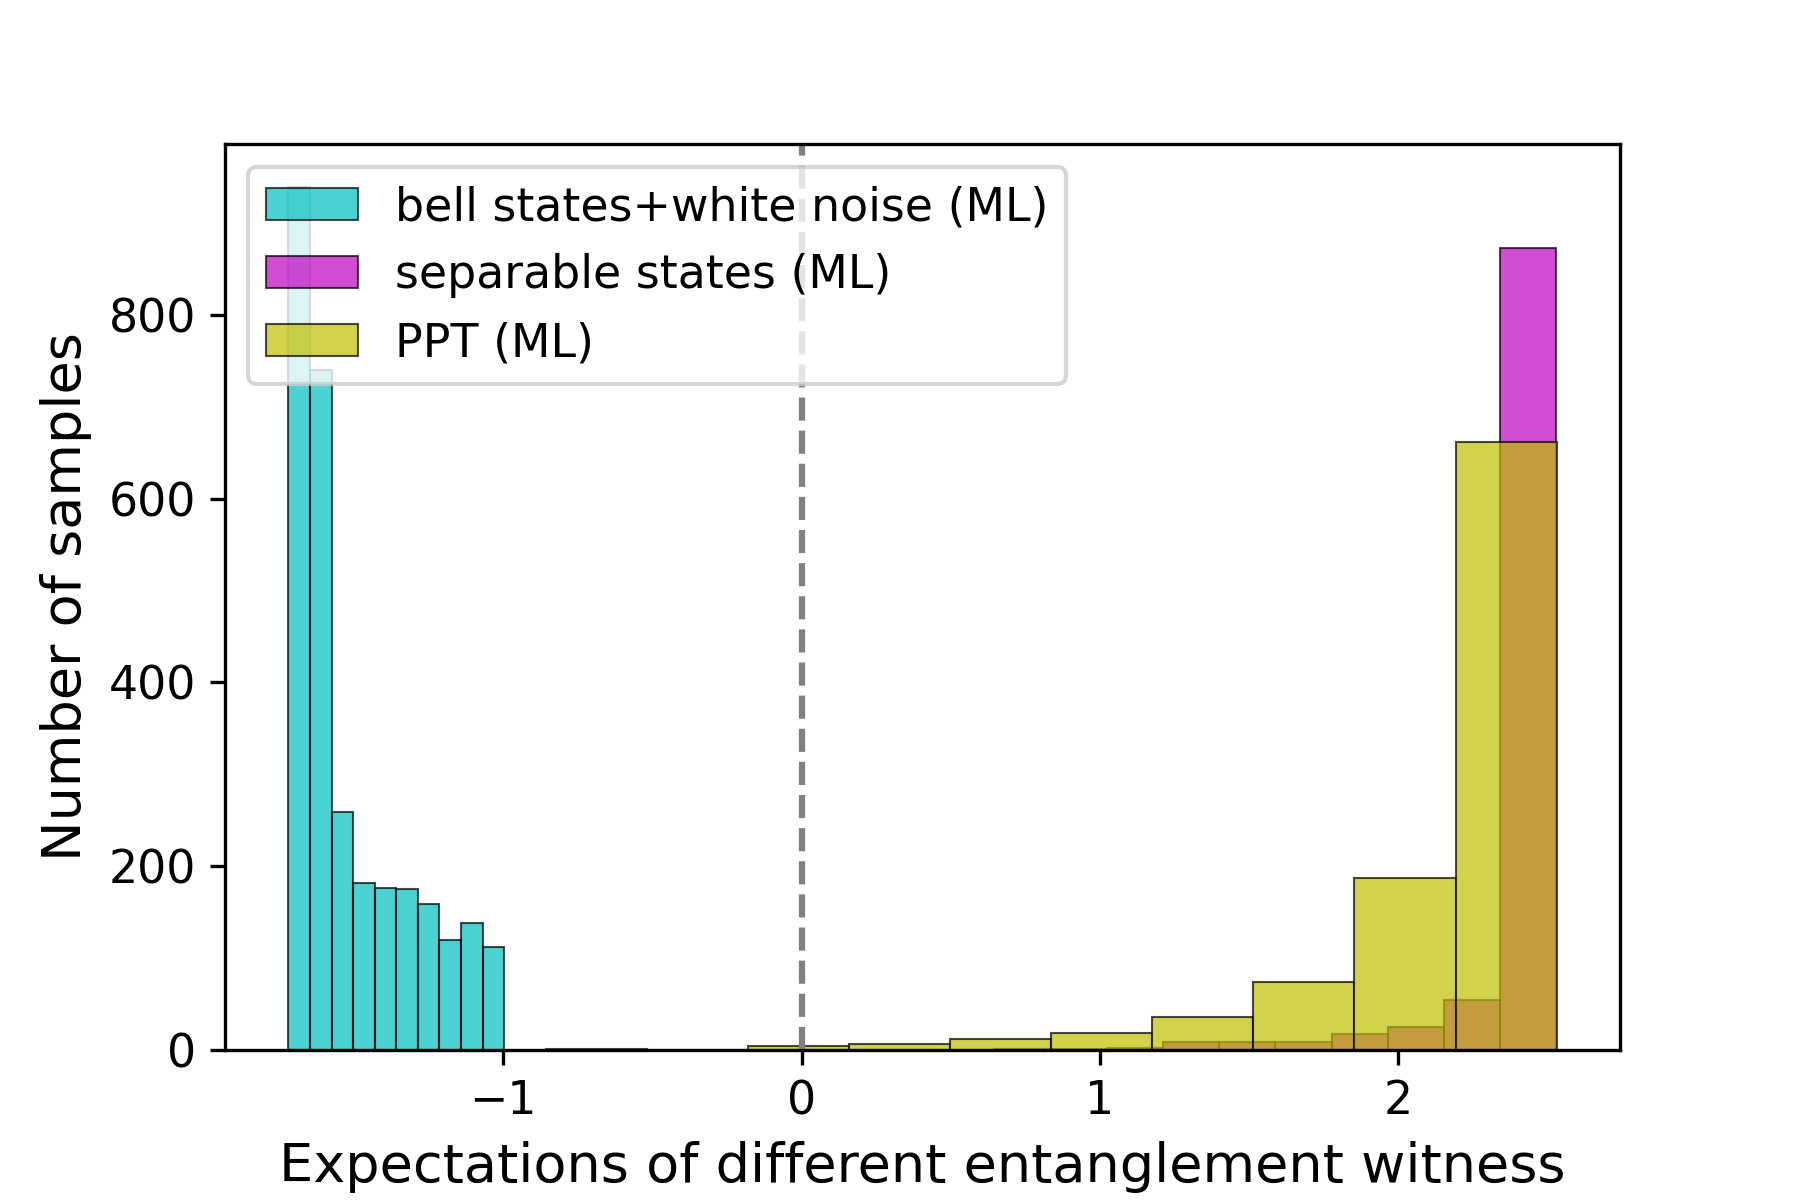 bell states+white noise (ML)
separable states (ML)
PPT (ML)
Number of samples
800
600
400
200
0
−1 0 1 2
Expectations of different entanglement witness